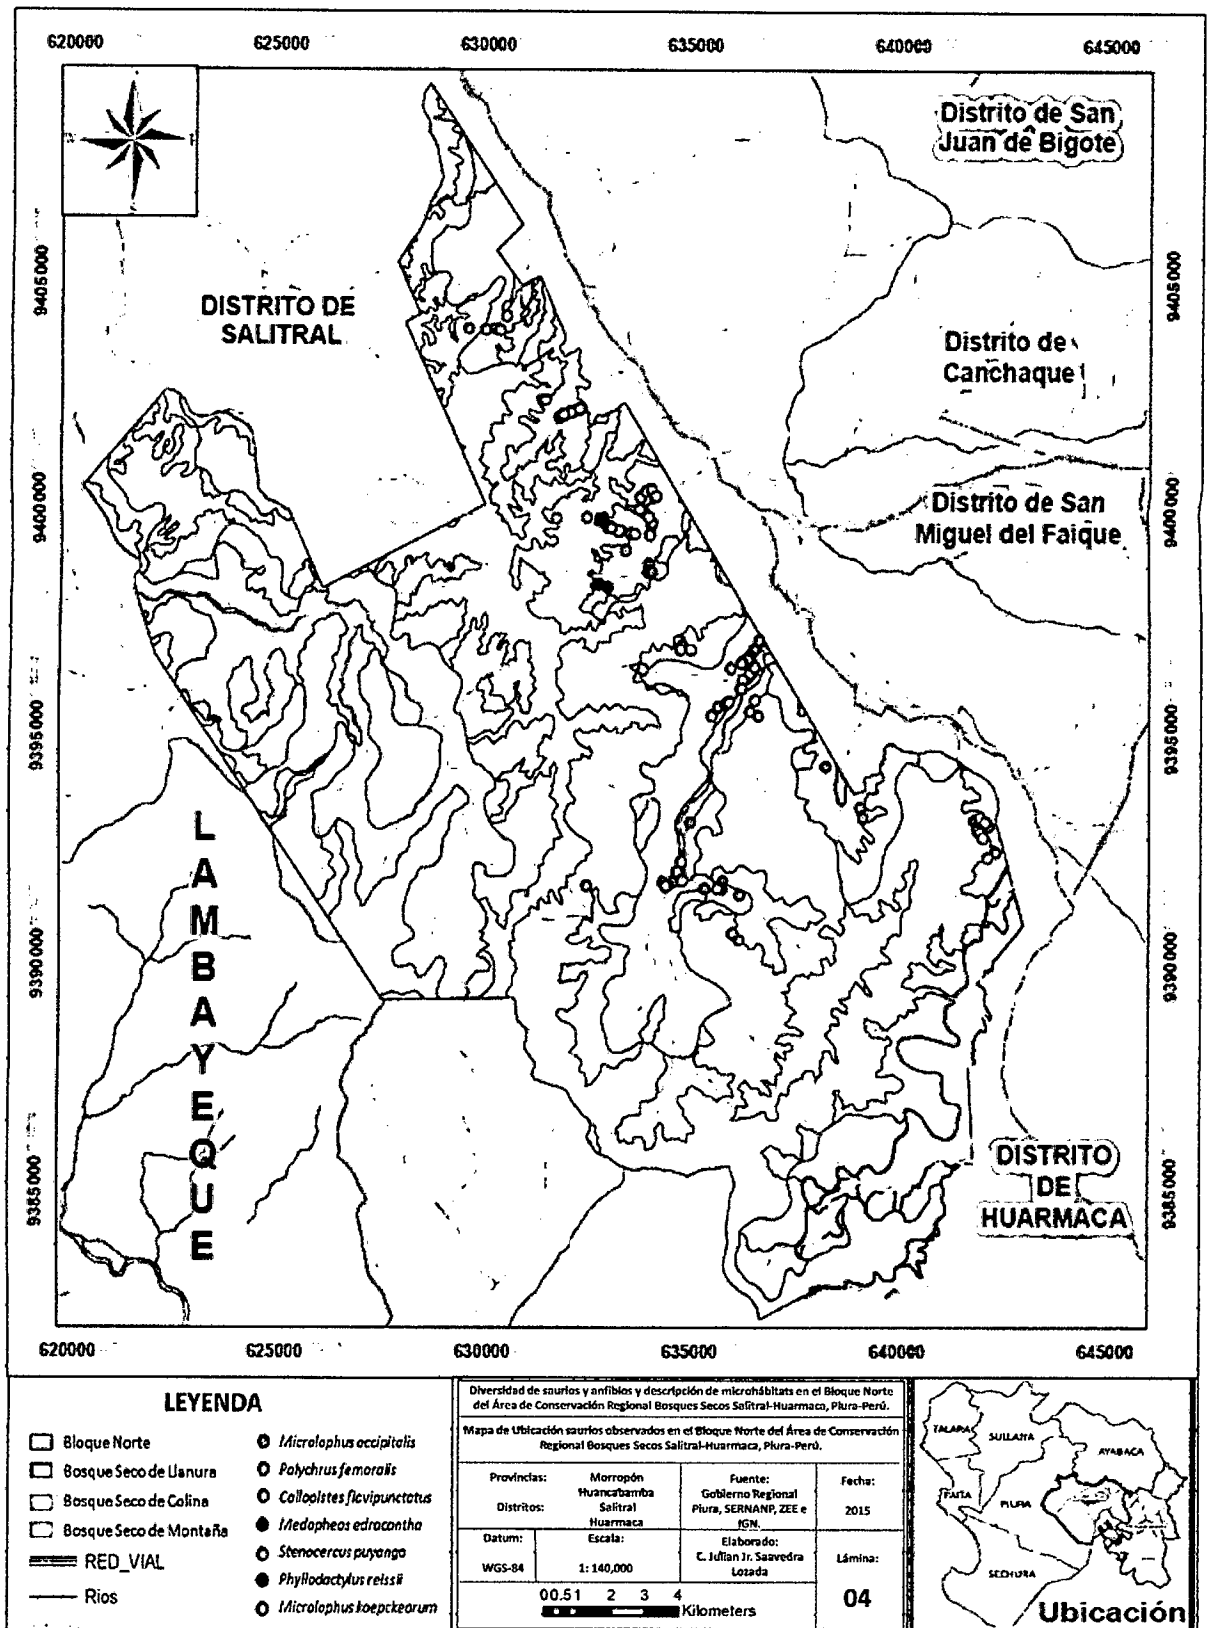 620000 625000 630000 635000 640000 645000
Distrito de San
Juan de Bigote
9405000
9405000
DISTRITO DE
SALITRAL
Distrito de
Canchaque
9400000
9400000
Distrito de San
Miguel del Faique
9395000
9395000
LAMBAYEQUE
9390000
9390000
DISTRITO
DE
HUARMACA
9385000
9385000
620000 625000 630000 635000 640000 645000
LEYENDA
Bloque Norte
Bosque Seco de Llanura
Bosque Seco de Colina
Bosque Seco de Montaña
RED_VIAL
Rios
Microlophus occipitalis
Polychrus femoralis
Callopistes flavipunctatus
Medopheos edracantha
Stenocercus puyango
Phyllodactylus reissii
Microlophus koepckeorum
Diversidad de saurios y anfibios y descripción de microhábitats en el Bloque Norte
del Área de Conservación Regional Bosques Secos Salitral-Huarmaca, Piura-Perú.
Mapa de Ubicación saurios observados en el Bloque Norte del Área de Conservación
Regional Bosques Secos Salitral-Huarmaca, Piura-Perú.
Provincias: Morropón
Huancabamba
Distritos: Salitral
Huarmaca
Fuente:
Gobierno Regional
Piura, SERNANP, ZEE e
IGN.
Fecha:
2015
Datum:
WGS-84
Escala:
1: 140,000
Elaborado:
C. Julian Jr. Saavedra
Lozada
Lámina:
04
0 0.5 1 2 3 4
Kilometers
TALARA
SULLANA
AYABACA
PAITA
PIURA
SECHURA
Ubicación